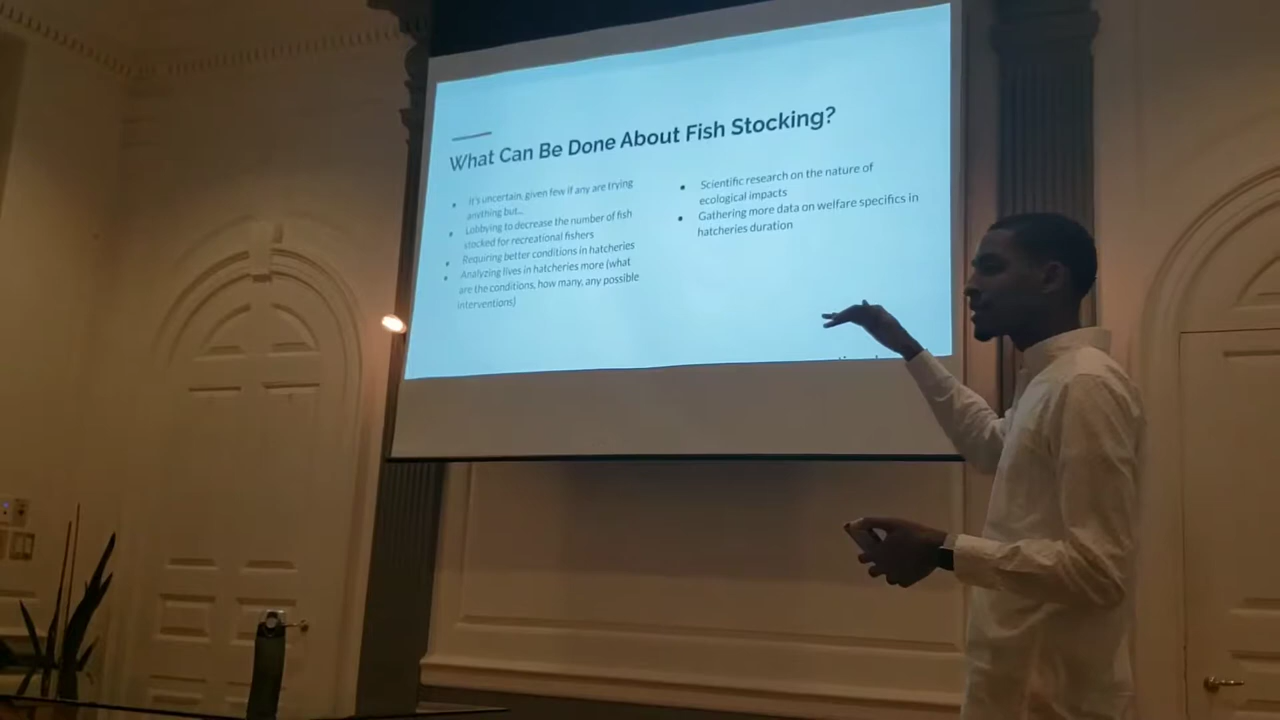 What Can Be Done About Fish Stocking?
● It's uncertain, given few if any are trying
anything but...
● Lobbying to decrease the number of fish
stocked for recreational fishers
● Requiring better conditions in hatcheries
● Analyzing lives in hatcheries more (what
are the conditions, how many, any possible
interventions)
● Scientific research on the nature of
ecological impacts
● Gathering more data on welfare specifics in
hatcheries duration